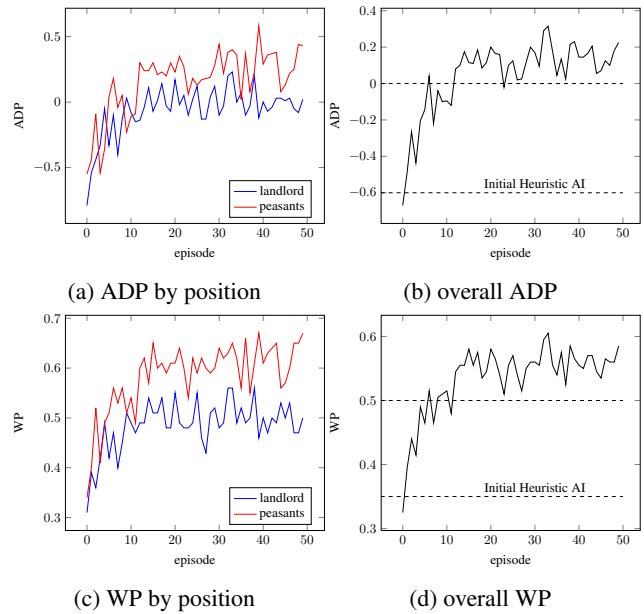 0.5
0
−0.5
ADP
0 10 20 30 40 50
episode
landlord
peasants
(a) ADP by position
0.4
0.2
0
−0.2
−0.4
−0.6
ADP
Initial Heuristic AI
0 10 20 30 40 50
episode
(b) overall ADP
0.7
0.6
0.5
0.4
0.3
WP
0 10 20 30 40 50
episode
landlord
peasants
(c) WP by position
0.6
0.5
0.4
0.3
WP
Initial Heuristic AI
0 10 20 30 40 50
episode
(d) overall WP